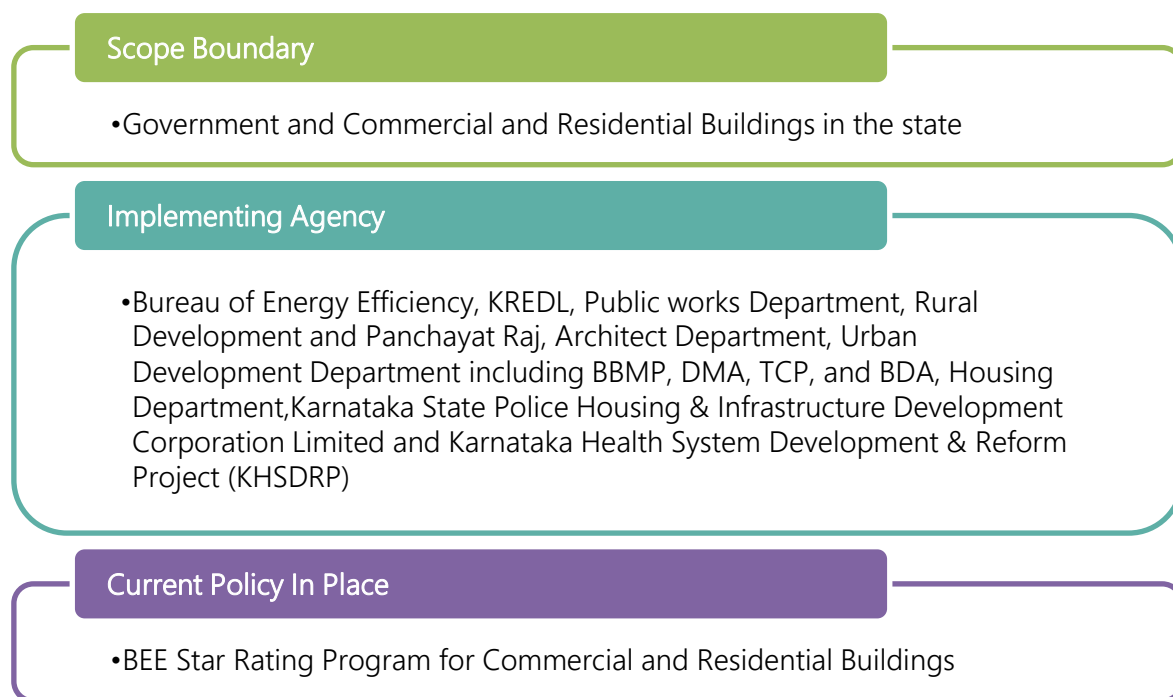 Scope Boundary
•Government and Commercial and Residential Buildings in the state
Implementing Agency
•Bureau of Energy Efficiency, KREDL, Public works Department, Rural
Development and Panchayat Raj, Architect Department, Urban
Development Department including BBMP, DMA, TCP, and BDA, Housing
Department,Karnataka State Police Housing & Infrastructure Development
Corporation Limited and Karnataka Health System Development & Reform
Project (KHSDRP)
Current Policy In Place
•BEE Star Rating Program for Commercial and Residential Buildings